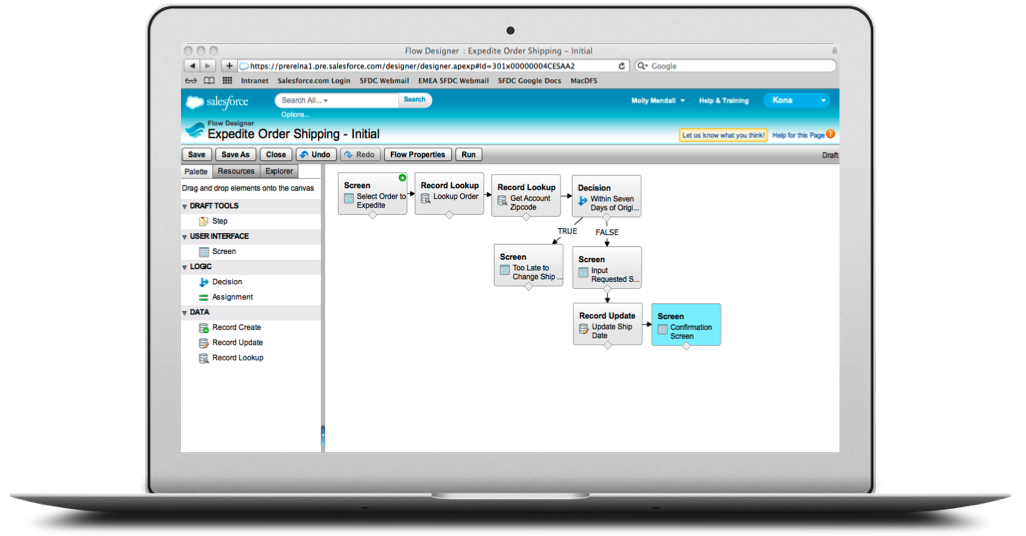 Flow Designer : Expedite Order Shipping – Initial
https://prerelna1.pre.salesforce.com/designer/designer.apexp#Id=301x00000004CESAA2
Google
Intranet Salesforce.com Login SFDC Webmail EMEA SFDC Webmail SFDC Google Docs MacDFS
salesforce
Search All...
Search
Options...
Molly Mendall
Help & Training
Kona
Flow Designer
Expedite Order Shipping - Initial
Let us know what you think!
Help for this Page
Save Save As Close Undo Redo Flow Properties Run
Draft
Palette Resources Explorer
Drag and drop elements onto the canvas
DRAFT TOOLS
Step
USER INTERFACE
Screen
LOGIC
Decision
Assignment
DATA
Record Create
Record Update
Record Lookup
Screen
Select Order to
Expedite
Record Lookup
Lookup Order
Record Lookup
Get Account
Zipcode
Decision
Within Seven
Days of Origi...
TRUE
FALSE
Screen
Too Late to
Change Ship ...
Screen
Input
Requested S...
Record Update
Update Ship
Date
Screen
Confirmation
Screen